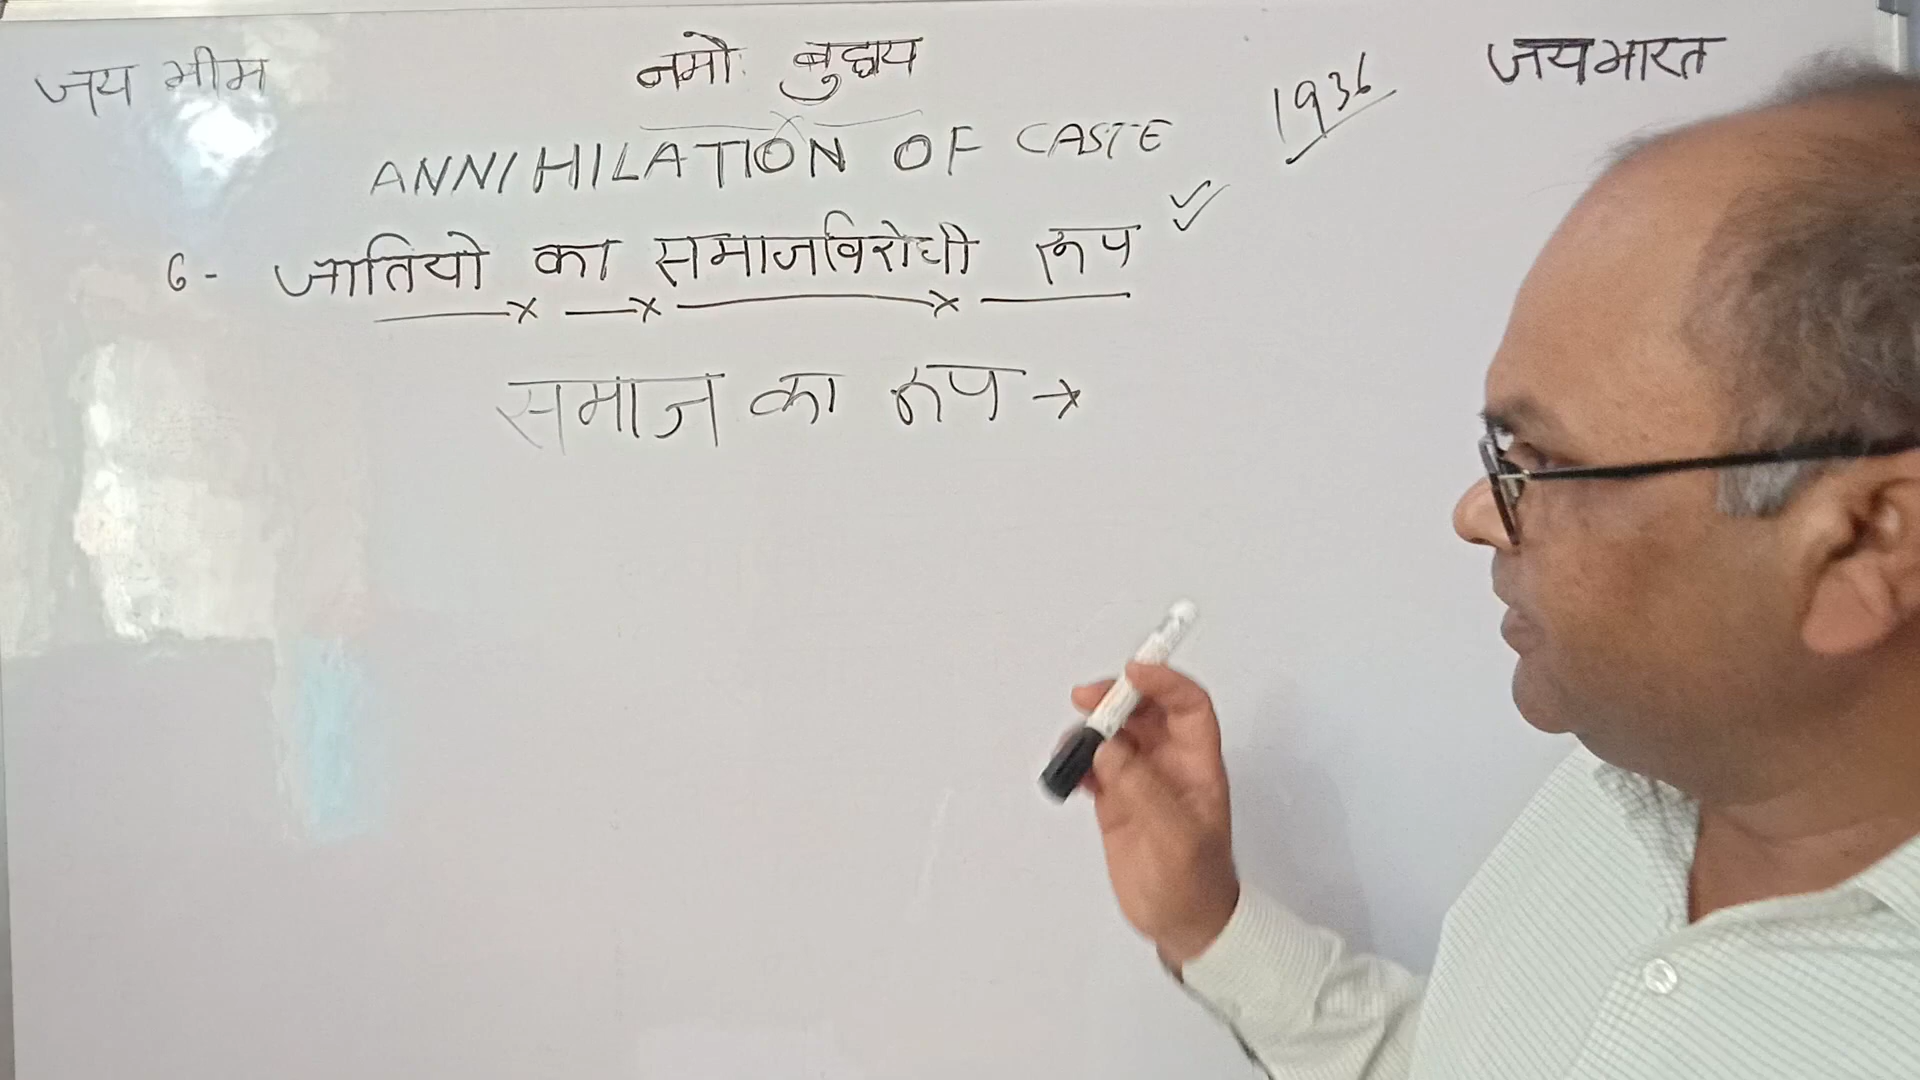 जय भीम नमोः बुद्धाय जयभारत
1936
ANNIHILATION OF CASTE
6- जातियो का समाजविरोधी रूप
समाज का रूप →